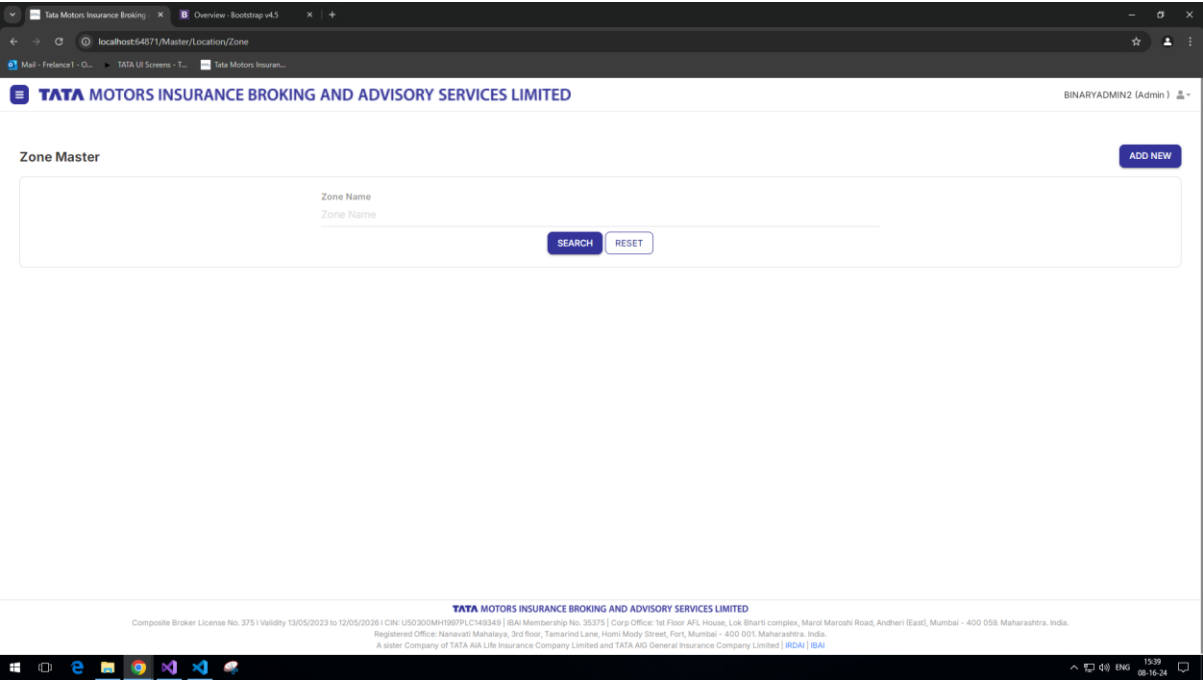 Tata Motors Insurance Broking
Overview · Bootstrap v4.5
localhost:64871/Master/Location/Zone
Mail - Frelance1 - O...
TATA UI Screens - T...
Tata Motors Insuran...
TATA MOTORS INSURANCE BROKING AND ADVISORY SERVICES LIMITED
BINARYADMIN2 (Admin )
Zone Master
ADD NEW
Zone Name
Zone Name
SEARCH
RESET
TATA MOTORS INSURANCE BROKING AND ADVISORY SERVICES LIMITED
Composite Broker License No. 375 I Validity 13/05/2023 to 12/05/2026 I CIN: U50300MH1997PLC149349 | IBAI Membership No. 35375 | Corp Office: 1st Floor AFL House, Lok Bharti complex, Marol Maroshi Road, Andheri (East), Mumbai - 400 059. Maharashtra. India.
Registered Office: Nanavati Mahalaya, 3rd floor, Tamarind Lane, Homi Mody Street, Fort, Mumbai - 400 001. Maharashtra. India.
A sister Company of TATA AIA Life Insurance Company Limited and TATA AIG General Insurance Company Limited | IRDAI | IBAI
ENG
15:39
08-16-24